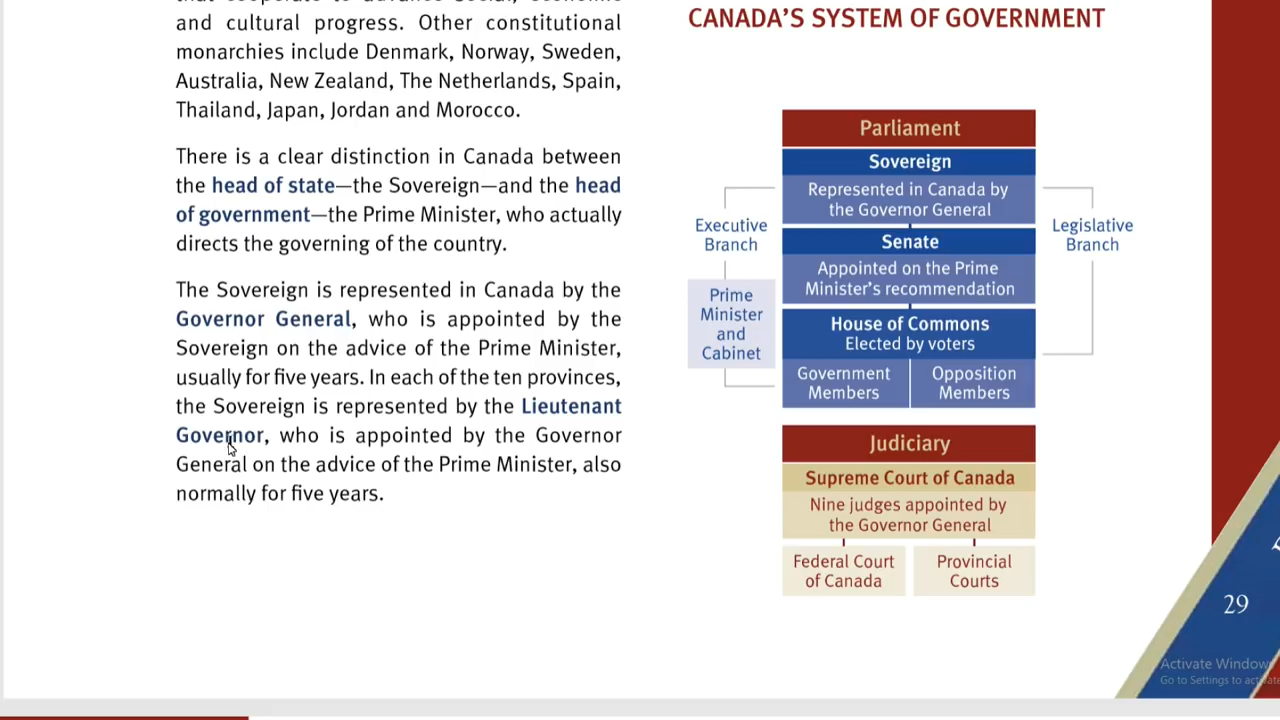 and cultural progress. Other constitutional
monarchies include Denmark, Norway, Sweden,
Australia, New Zealand, The Netherlands, Spain,
Thailand, Japan, Jordan and Morocco.
There is a clear distinction in Canada between
the head of state—the Sovereign—and the head
of government—the Prime Minister, who actually
directs the governing of the country.
The Sovereign is represented in Canada by the
Governor General, who is appointed by the
Sovereign on the advice of the Prime Minister,
usually for five years. In each of the ten provinces,
the Sovereign is represented by the Lieutenant
Governor, who is appointed by the Governor
General on the advice of the Prime Minister, also
normally for five years.
CANADA'S SYSTEM OF GOVERNMENT
Parliament
Sovereign
Represented in Canada by
the Governor General
Executive
Branch
Legislative
Branch
Senate
Appointed on the Prime
Minister's recommendation
Prime
Minister
and
Cabinet
House of Commons
Elected by voters
Government
Members
Opposition
Members
Judiciary
Supreme Court of Canada
Nine judges appointed by
the Governor General
Federal Court
of Canada
Provincial
Courts
29
Activate Window
Go to Settings to activate